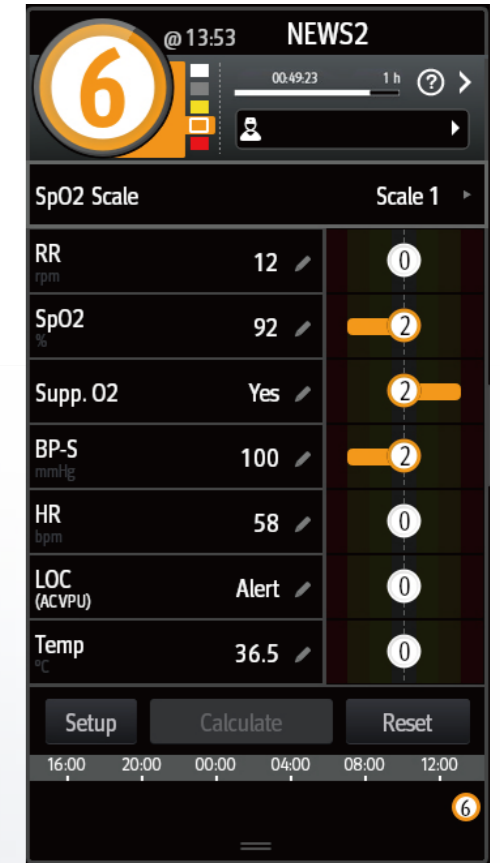 @ 13:53 NEWS2
6
00:49:23 1 h ?
SpO2 Scale Scale 1
RR 12 0
rpm
SpO2 92 2
%
Supp. O2 Yes 2
BP-S 100 2
mmHg
HR 58 0
bpm
LOC Alert 0
(ACVPU)
Temp 36.5 0
°C
Setup Calculate Reset
16:00 20:00 00:00 04:00 08:00 12:00
6